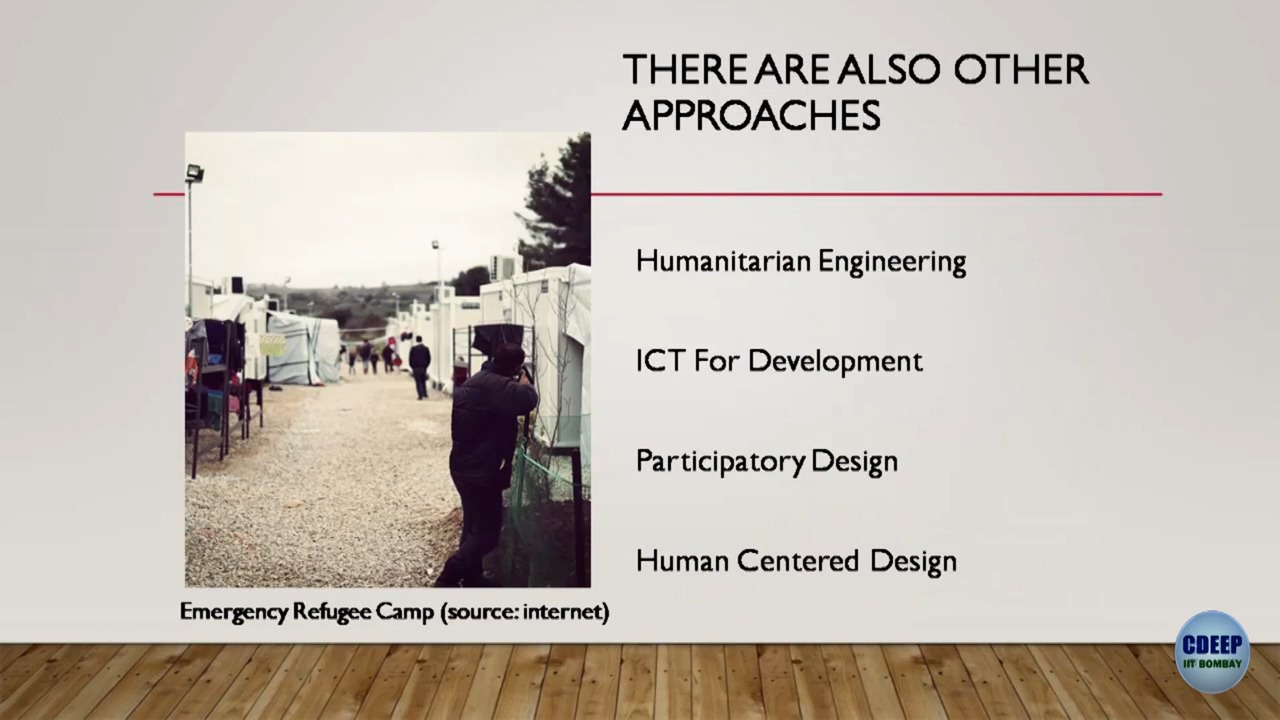 THERE ARE ALSO OTHER
APPROACHES
Humanitarian Engineering
ICT For Development
Participatory Design
Human Centered Design
Emergency Refugee Camp (source: internet)
CDEEP
IIT BOMBAY